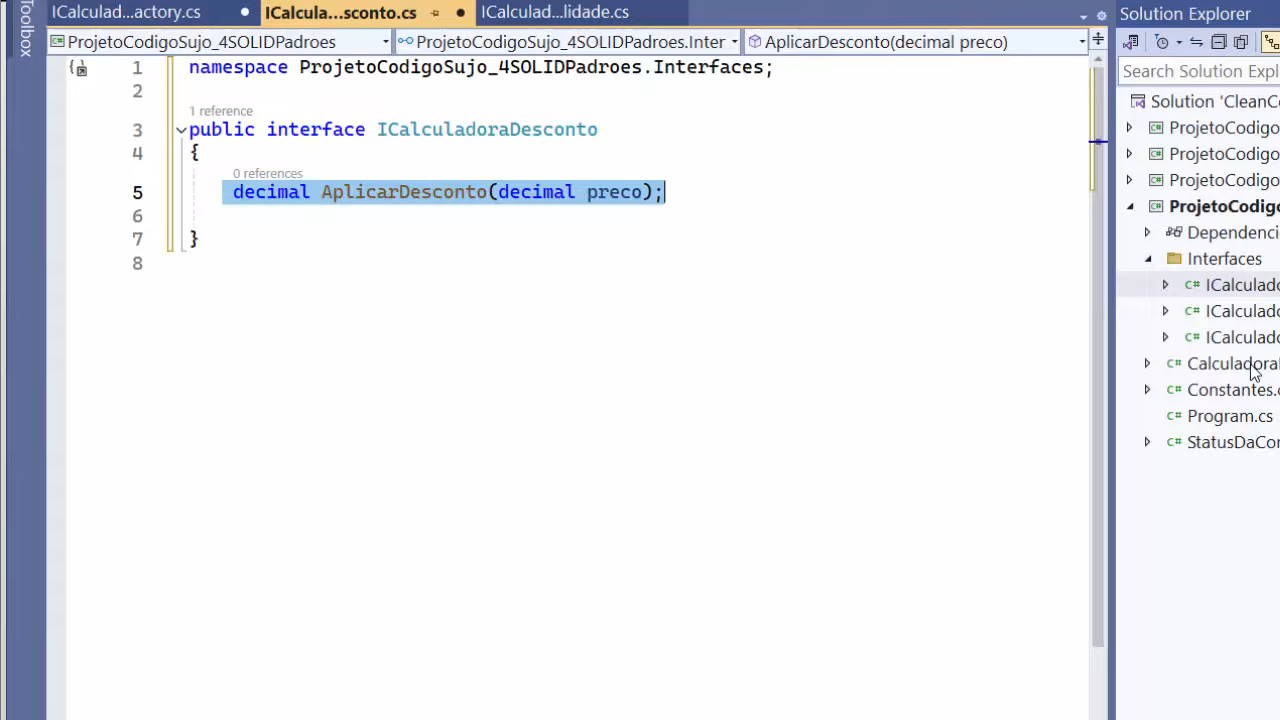 Toolbox
ICalculad...actory.cs
ICalcula...sconto.cs
ICalculad...lidade.cs
Solution Explorer
ProjetoCodigoSujo_4SOLIDPadroes
ProjetoCodigoSujo_4SOLIDPadroes.Inter
AplicarDesconto(decimal preco)
Search Solution Expl
1 namespace ProjetoCodigoSujo_4SOLIDPadroes.Interfaces;
2
1 reference
3 public interface ICalculadoraDesconto
4 {
0 references
5 decimal AplicarDesconto(decimal preco);
6
7 }
8
Solution 'CleanC
C# ProjetoCodigo
C# ProjetoCodigo
C# ProjetoCodigo
C# ProjetoCodigo
Dependenci
Interfaces
C# ICalculado
C# ICalculado
C# ICalculado
C# Calculadora
C# Constantes.
C# Program.cs
C# StatusDaCon